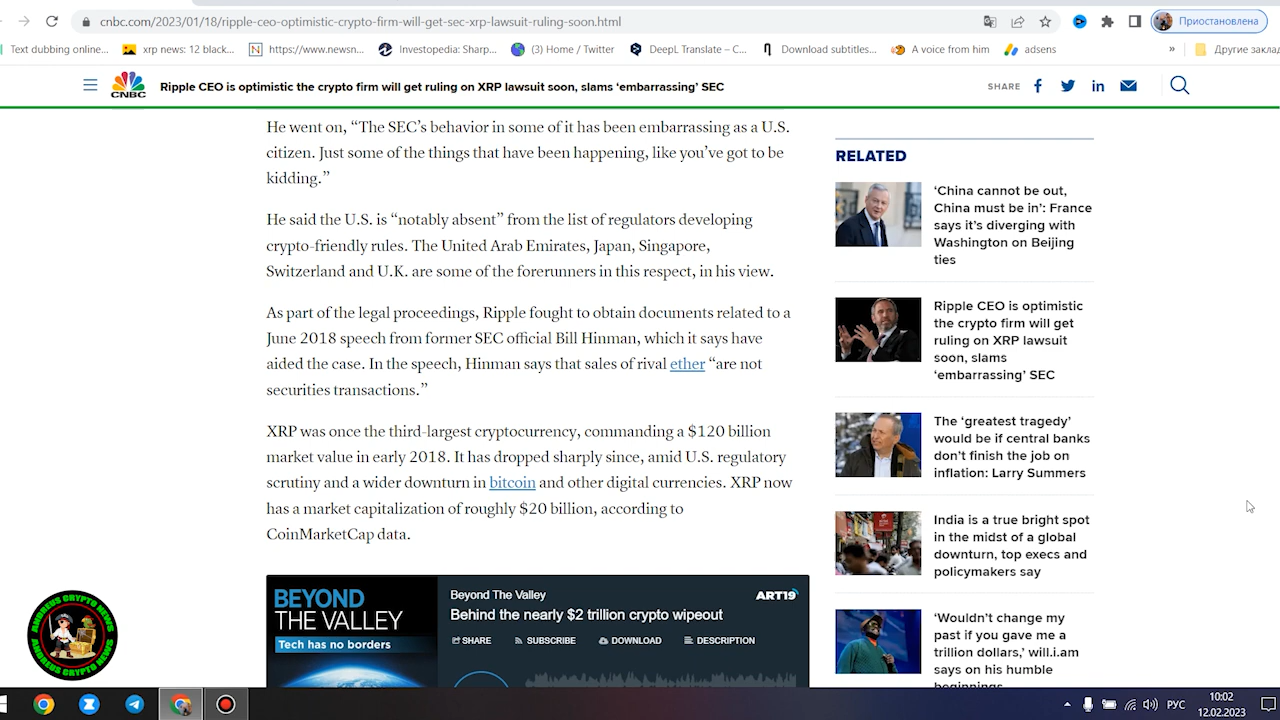 cnbc.com/2023/01/18/ripple-ceo-optimistic-crypto-firm-will-get-sec-xrp-lawsuit-ruling-soon.html
Приостановлена
Text dubbing online...
xrp news: 12 black...
https://www.newsn...
Investopedia: Sharp...
(3) Home / Twitter
DeepL Translate – C...
Download subtitles...
A voice from him
adsens
»
Другие заклад
CNBC
Ripple CEO is optimistic the crypto firm will get ruling on XRP lawsuit soon, slams ‘embarrassing’ SEC
SHARE
He went on, “The SEC’s behavior in some of it has been embarrassing as a U.S.
citizen. Just some of the things that have been happening, like you’ve got to be
kidding.”
He said the U.S. is “notably absent” from the list of regulators developing
crypto-friendly rules. The United Arab Emirates, Japan, Singapore,
Switzerland and U.K. are some of the forerunners in this respect, in his view.
As part of the legal proceedings, Ripple fought to obtain documents related to a
June 2018 speech from former SEC official Bill Hinman, which it says have
aided the case. In the speech, Hinman says that sales of rival ether “are not
securities transactions.”
XRP was once the third-largest cryptocurrency, commanding a $120 billion
market value in early 2018. It has dropped sharply since, amid U.S. regulatory
scrutiny and a wider downturn in bitcoin and other digital currencies. XRP now
has a market capitalization of roughly $20 billion, according to
CoinMarketCap data.
BEYOND
THE VALLEY
Tech has no borders
Beyond The Valley
ART19
Behind the nearly $2 trillion crypto wipeout
SHARE
SUBSCRIBE
DOWNLOAD
DESCRIPTION
RELATED
‘China cannot be out,
China must be in’: France
says it’s diverging with
Washington on Beijing
ties
Ripple CEO is optimistic
the crypto firm will get
ruling on XRP lawsuit
soon, slams
‘embarrassing’ SEC
The ‘greatest tragedy’
would be if central banks
don’t finish the job on
inflation: Larry Summers
India is a true bright spot
in the midst of a global
downturn, top execs and
policymakers say
‘Wouldn’t change my
past if you gave me a
trillion dollars,’ will.i.am
says on his humble
beginnings
ANDREUS CRYPTO NEWS
ANDREUS CRYPTO NEWS
РУС
10:02
12.02.2023